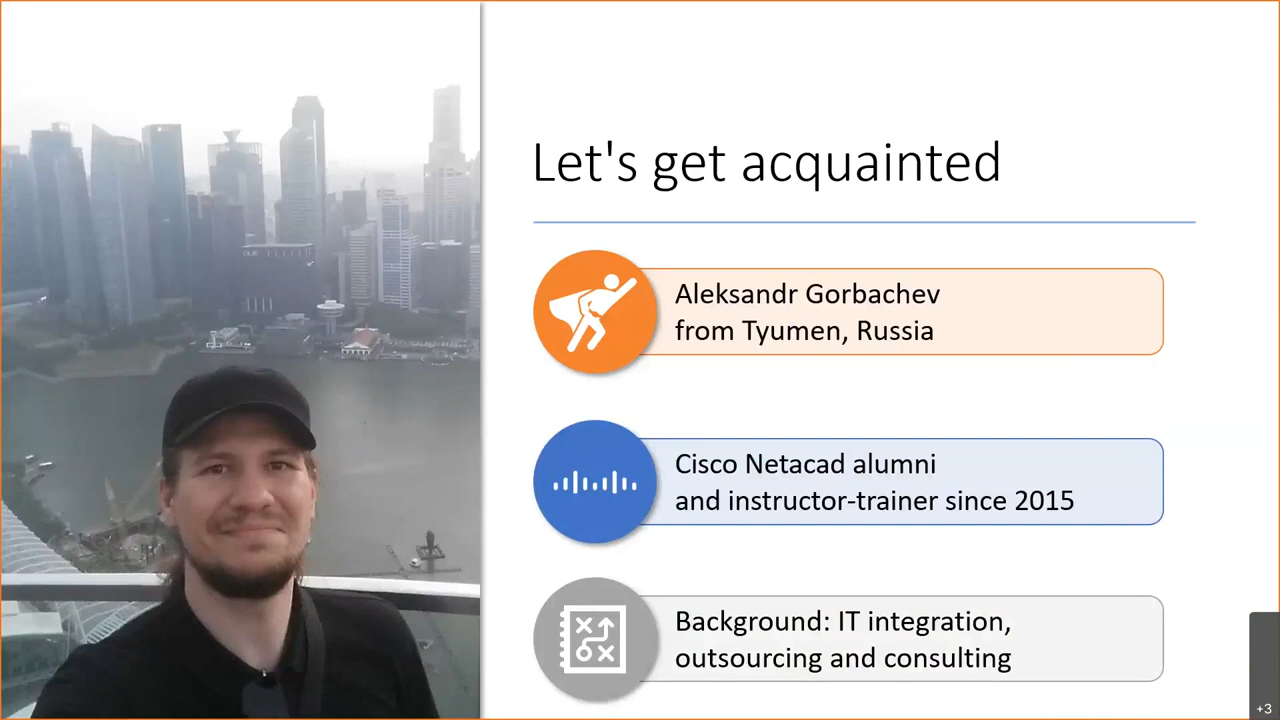 Let's get acquainted
Aleksandr Gorbachev
from Tyumen, Russia
Cisco Netacad alumni
and instructor-trainer since 2015
Background: IT integration,
outsourcing and consulting
+3